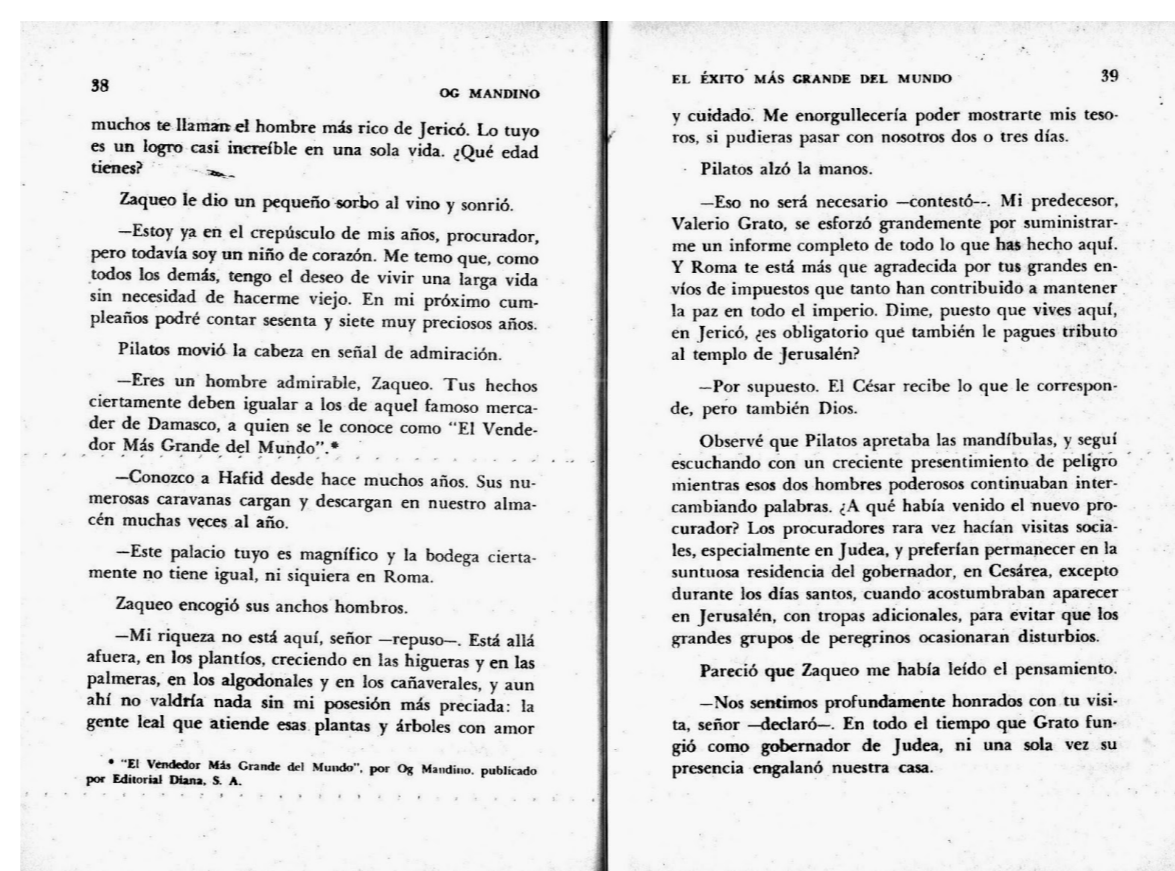 38
OG MANDINO
muchos te llaman el hombre más rico de Jericó. Lo tuyo
es un logro casi increíble en una sola vida. ¿Qué edad
tienes?
Zaqueo le dio un pequeño sorbo al vino y sonrió.
—Estoy ya en el crepúsculo de mis años, procurador,
pero todavía soy un niño de corazón. Me temo que, como
todos los demás, tengo el deseo de vivir una larga vida
sin necesidad de hacerme viejo. En mi próximo cum-
pleaños podré contar sesenta y siete muy preciosos años.
Pilatos movió la cabeza en señal de admiración.
—Eres un hombre admirable, Zaqueo. Tus hechos
ciertamente deben igualar a los de aquel famoso merca-
der de Damasco, a quien se le conoce como "El Vende-
dor Más Grande del Mundo".*
—Conozco a Hafid desde hace muchos años. Sus nu-
merosas caravanas cargan y descargan en nuestro alma-
cén muchas veces al año.
—Este palacio tuyo es magnífico y la bodega cierta-
mente no tiene igual, ni siquiera en Roma.
Zaqueo encogió sus anchos hombros.
—Mi riqueza no está aquí, señor —repuso—. Está allá
afuera, en los plantíos, creciendo en las higueras y en las
palmeras, en los algodonales y en los cañaverales, y aun
ahí no valdría nada sin mi posesión más preciada: la
gente leal que atiende esas plantas y árboles con amor
* "El Vendedor Más Grande del Mundo", por Og Mandino, publicado
por Editorial Diana, S. A.
EL ÉXITO MÁS GRANDE DEL MUNDO
39
y cuidado. Me enorgullecería poder mostrarte mis teso-
ros, si pudieras pasar con nosotros dos o tres días.
Pilatos alzó la manos.
—Eso no será necesario —contestó--. Mi predecesor,
Valerio Grato, se esforzó grandemente por suministrar-
me un informe completo de todo lo que has hecho aquí.
Y Roma te está más que agradecida por tus grandes en-
víos de impuestos que tanto han contribuido a mantener
la paz en todo el imperio. Dime, puesto que vives aquí,
en Jericó, ¿es obligatorio que también le pagues tributo
al templo de Jerusalén?
—Por supuesto. El César recibe lo que le correspon-
de, pero también Dios.
Observé que Pilatos apretaba las mandíbulas, y seguí
escuchando con un creciente presentimiento de peligro
mientras esos dos hombres poderosos continuaban inter-
cambiando palabras. ¿A qué había venido el nuevo pro-
curador? Los procuradores rara vez hacían visitas socia-
les, especialmente en Judea, y preferían permanecer en la
suntuosa residencia del gobernador, en Cesárea, excepto
durante los días santos, cuando acostumbraban aparecer
en Jerusalén, con tropas adicionales, para evitar que los
grandes grupos de peregrinos ocasionaran disturbios.
Pareció que Zaqueo me había leído el pensamiento.
—Nos sentimos profundamente honrados con tu visi-
ta, señor —declaró—. En todo el tiempo que Grato fun-
gió como gobernador de Judea, ni una sola vez su
presencia engalanó nuestra casa.